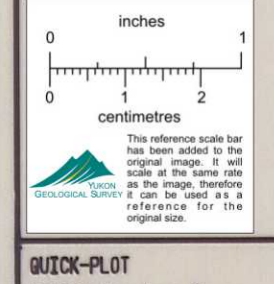 inches
0 1
0 1 2
centimetres
This reference scale bar
has been added to the
original image. It will
scale at the same rate
as the image, therefore
it can be used as a
reference for the
original size.
YUKON
GEOLOGICAL SURVEY
QUICK-PLOT